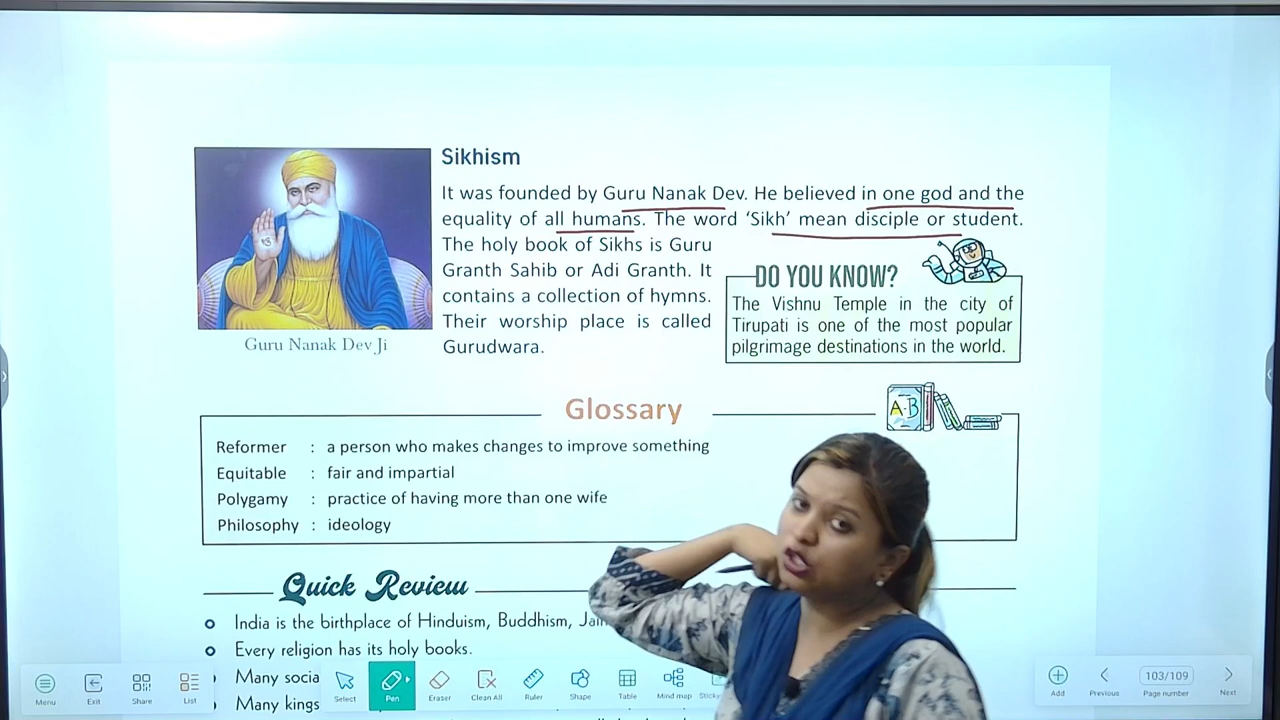 Sikhism
It was founded by Guru Nanak Dev. He believed in one god and the
equality of all humans. The word ‘Sikh’ mean disciple or student.
The holy book of Sikhs is Guru
Granth Sahib or Adi Granth. It
contains a collection of hymns.
Their worship place is called
Gurudwara.
Guru Nanak Dev Ji
DO YOU KNOW?
The Vishnu Temple in the city of
Tirupati is one of the most popular
pilgrimage destinations in the world.
Glossary
A-B
Reformer : a person who makes changes to improve something
Equitable : fair and impartial
Polygamy : practice of having more than one wife
Philosophy : ideology
Quick Review
India is the birthplace of Hinduism, Buddhism,
Every religion has its holy books.
Many
Many kings
Menu Exit Share List Select Pen Eraser Clean All Ruler Shape Table Mind map Add Previous Page number Next
103/109